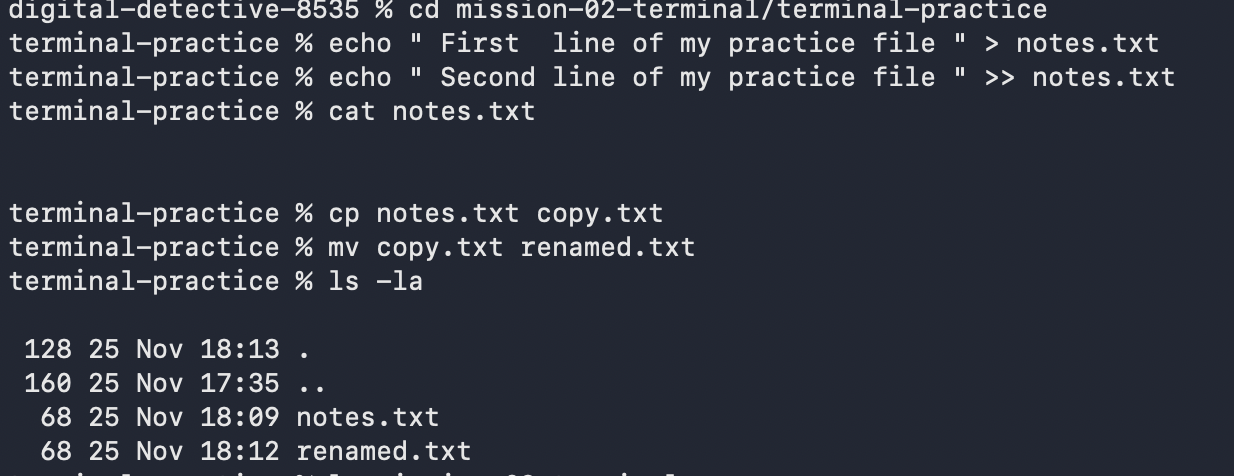 digital-detective-8535 % cd mission-02-terminal/terminal-practice
terminal-practice % echo " First  line of my practice file " > notes.txt
terminal-practice % echo " Second line of my practice file " >> notes.txt
terminal-practice % cat notes.txt
terminal-practice % cp notes.txt copy.txt
terminal-practice % mv copy.txt renamed.txt
terminal-practice % ls -la
128 25 Nov 18:13 .
160 25 Nov 17:35 ..
68 25 Nov 18:09 notes.txt
68 25 Nov 18:12 renamed.txt